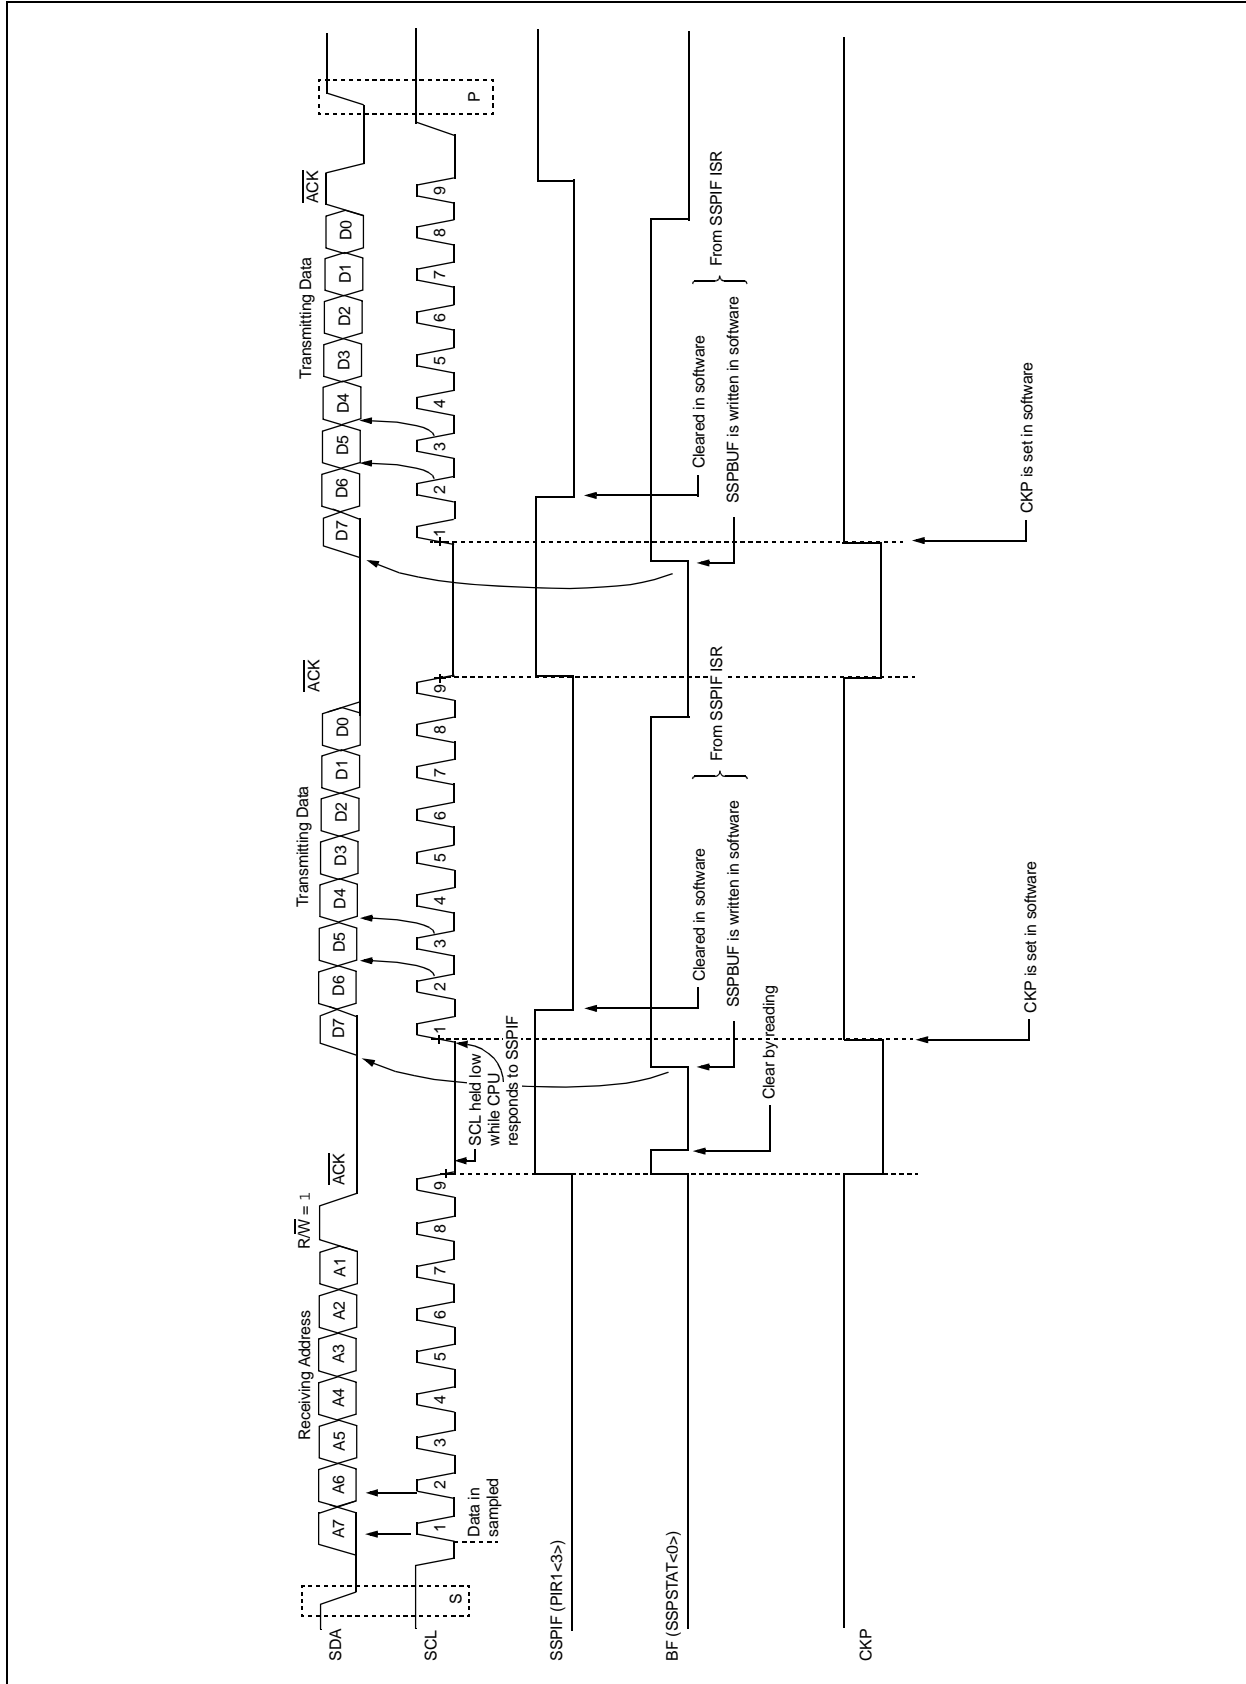 Receiving Address
R/W = 1
ACK
Transmitting Data
ACK
Transmitting Data
ACK
SDA
A7 A6 A5 A4 A3 A2 A1
D7 D6 D5 D4 D3 D2 D1 D0
D7 D6 D5 D4 D3 D2 D1 D0
SCL
1 2 3 4 5 6 7 8 9
1 2 3 4 5 6 7 8 9
1 2 3 4 5 6 7 8 9
S
P
Data in
sampled
SCL held low
while CPU
responds to SSPIF
SSPIF (PIR1<3>)
Cleared in software
Cleared in software
BF (SSPSTAT<0>)
From SSPIF ISR
From SSPIF ISR
SSPBUF is written in software
SSPBUF is written in software
Clear by reading
CKP
CKP is set in software
CKP is set in software